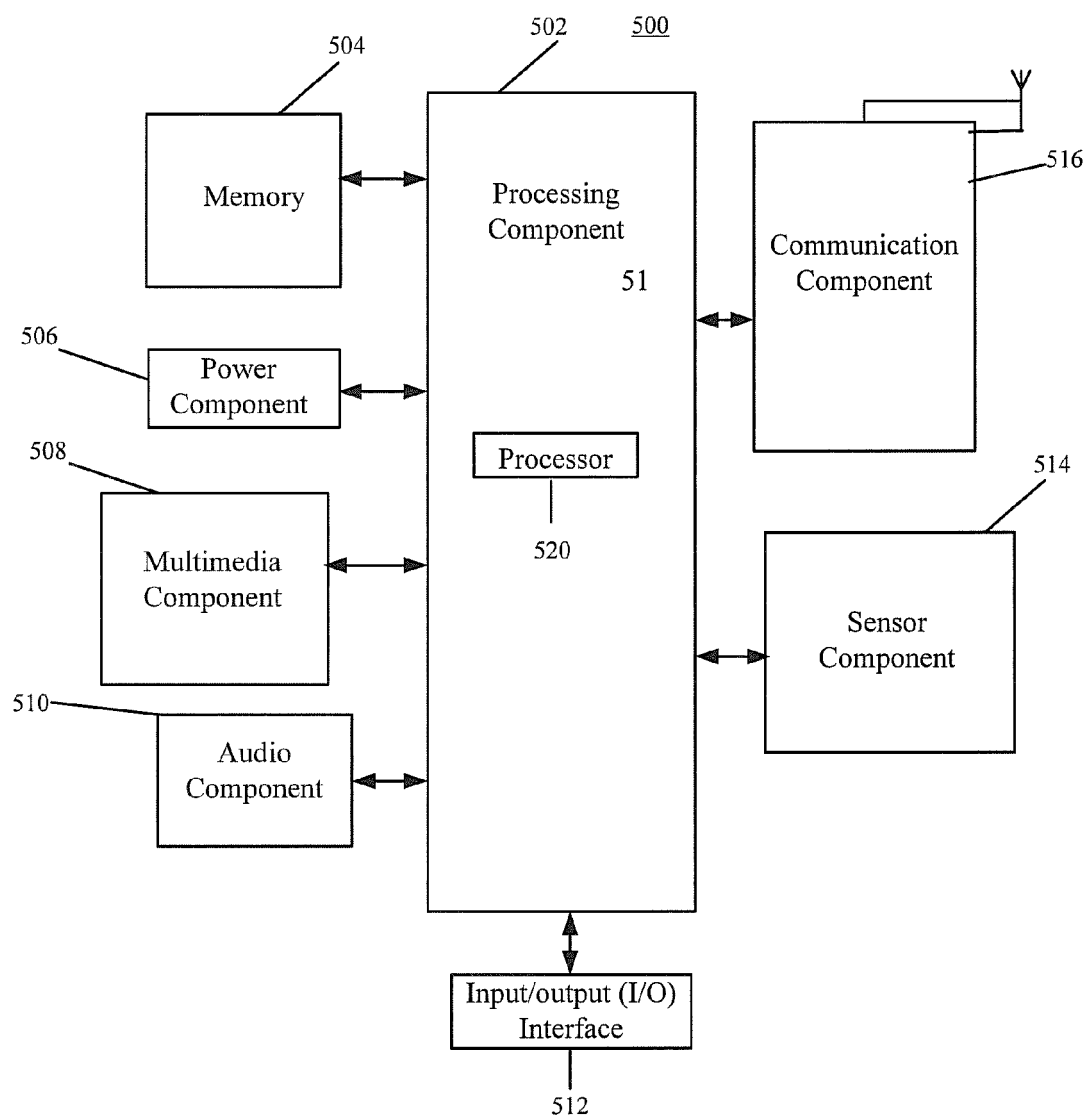 500
502
504
Memory
Processing
Component
51
516
Communication
Component
506
Power
Component
508
Multimedia
Component
Processor
520
514
Sensor
Component
510
Audio
Component
Input/output (I/O)
Interface
512